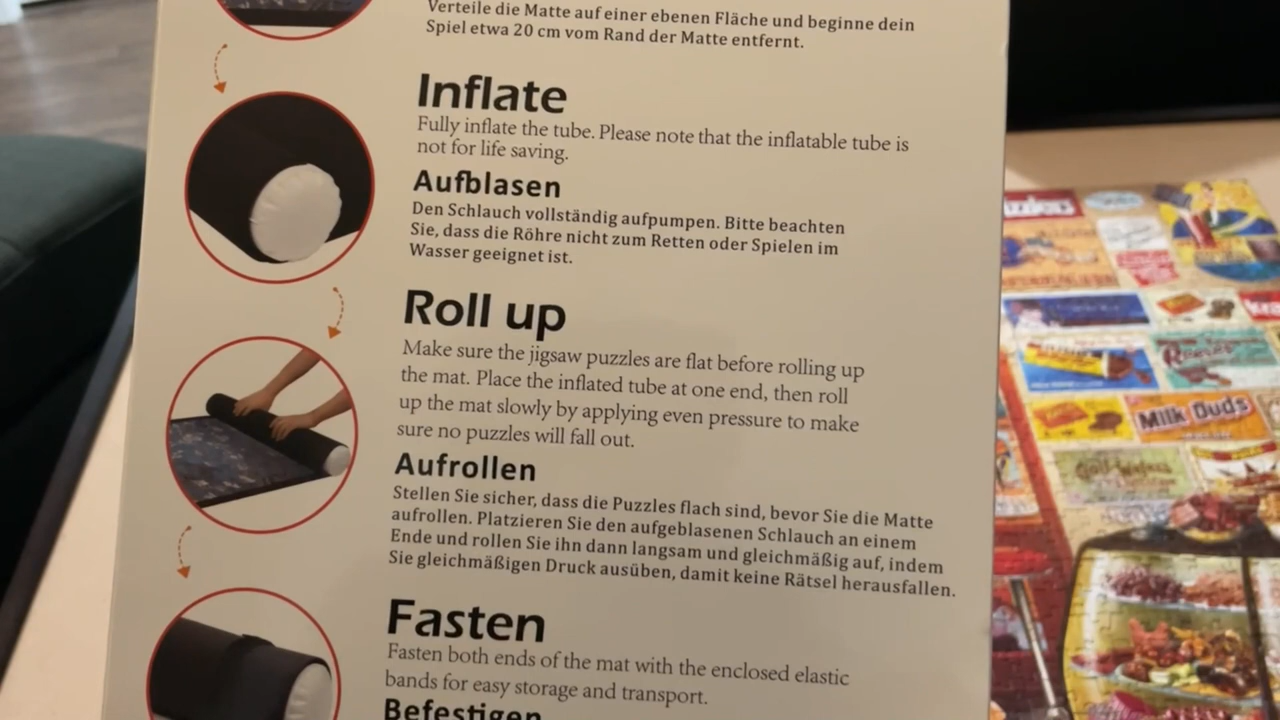 Verteile die Matte auf einer ebenen Fläche und beginne dein
Spiel etwa 20 cm vom Rand der Matte entfernt.
Inflate
Fully inflate the tube. Please note that the inflatable tube is
not for life saving.
Aufblasen
Den Schlauch vollständig aufpumpen. Bitte beachten
Sie, dass die Röhre nicht zum Retten oder Spielen im
Wasser geeignet ist.
Roll up
Make sure the jigsaw puzzles are flat before rolling up
the mat. Place the inflated tube at one end, then roll
up the mat slowly by applying even pressure to make
sure no puzzles will fall out.
Aufrollen
Stellen Sie sicher, dass die Puzzles flach sind, bevor Sie die Matte
aufrollen. Platzieren Sie den aufgeblasenen Schlauch an einem
Ende und rollen Sie ihn dann langsam und gleichmäßig auf, indem
Sie gleichmäßigen Druck ausüben, damit keine Rätsel herausfallen.
Fasten
Fasten both ends of the mat with the enclosed elastic
bands for easy storage and transport.
Befestigen
Milk Duds